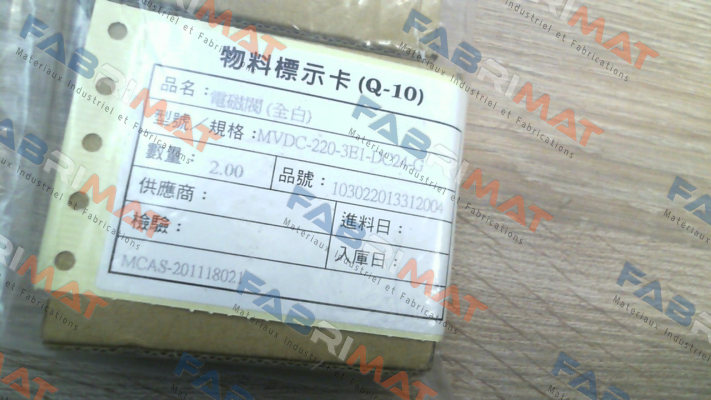 物料標示卡 (Q-10)
品名：電磁閥 (全白)
型號／規格：MVDC-220-3E1-DC24-G
數量： 2.00 品號：103022013312004
供應商： 進料日：
檢驗： 入庫日：
MCAS-201118021
FABRIMAT
Materiaux Industriel et Fabrications